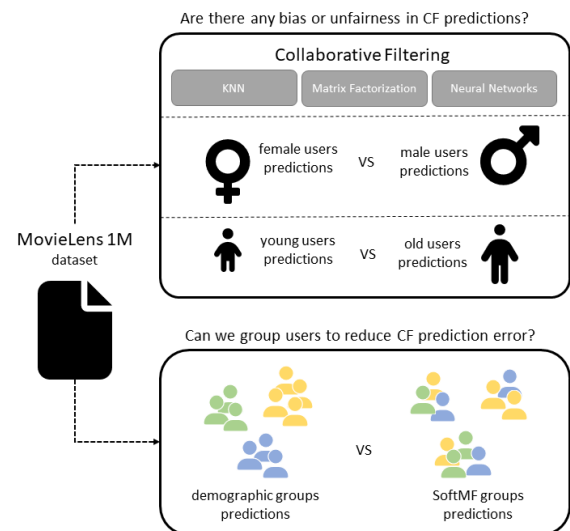 Are there any bias or unfairness in CF predictions?
Collaborative Filtering
KNN
Matrix Factorization
Neural Networks
female users
predictions
VS
male users
predictions
young users
predictions
VS
old users
predictions
MovieLens 1M
dataset
Can we group users to reduce CF prediction error?
VS
demographic groups
predictions
SoftMF groups
predictions